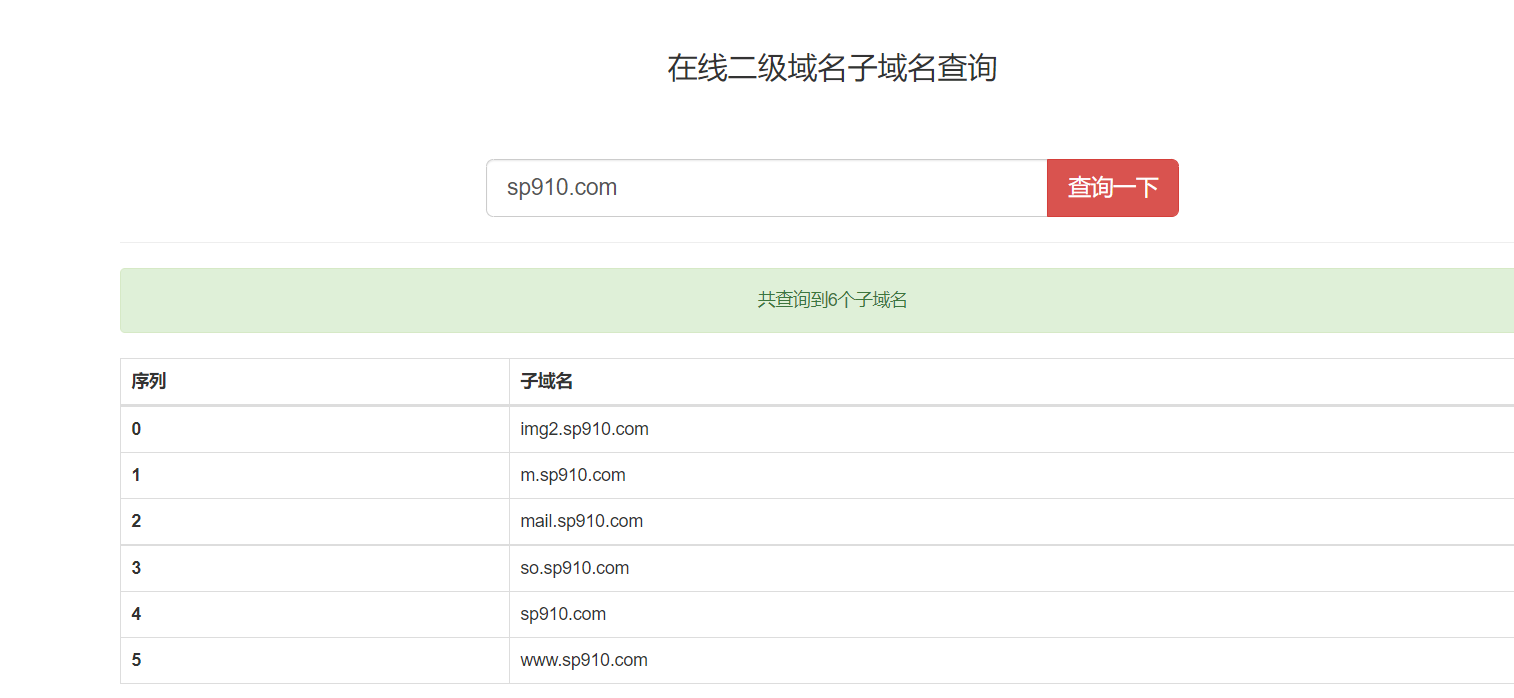 在线二级域名子域名查询
sp910.com 查询一下
共查询到6个子域名
序列 子域名
0 img2.sp910.com
1 m.sp910.com
2 mail.sp910.com
3 so.sp910.com
4 sp910.com
5 www.sp910.com